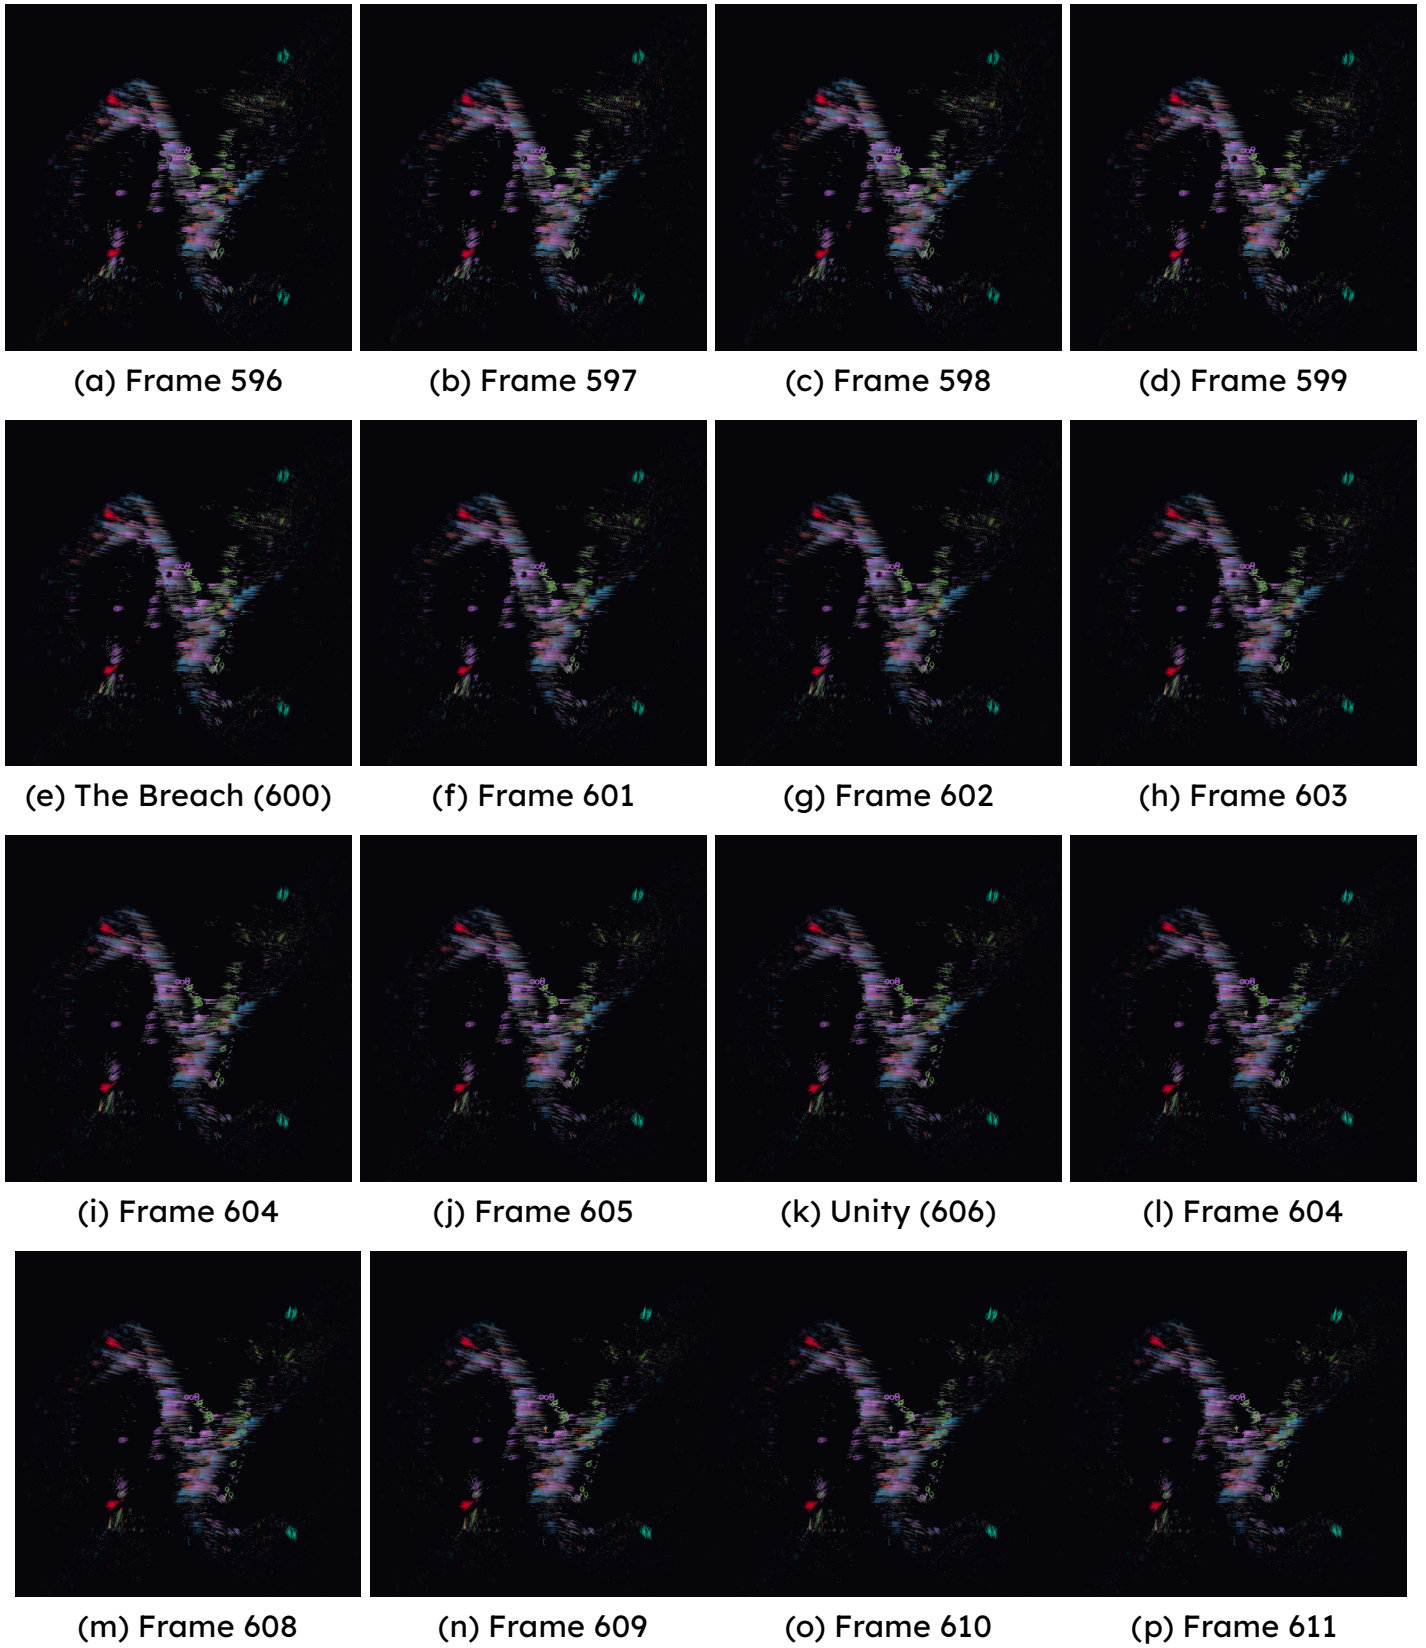 (a) Frame 596
(b) Frame 597
(c) Frame 598
(d) Frame 599
(e) The Breach (600)
(f) Frame 601
(g) Frame 602
(h) Frame 603
(i) Frame 604
(j) Frame 605
(k) Unity (606)
(l) Frame 604
(m) Frame 608
(n) Frame 609
(o) Frame 610
(p) Frame 611